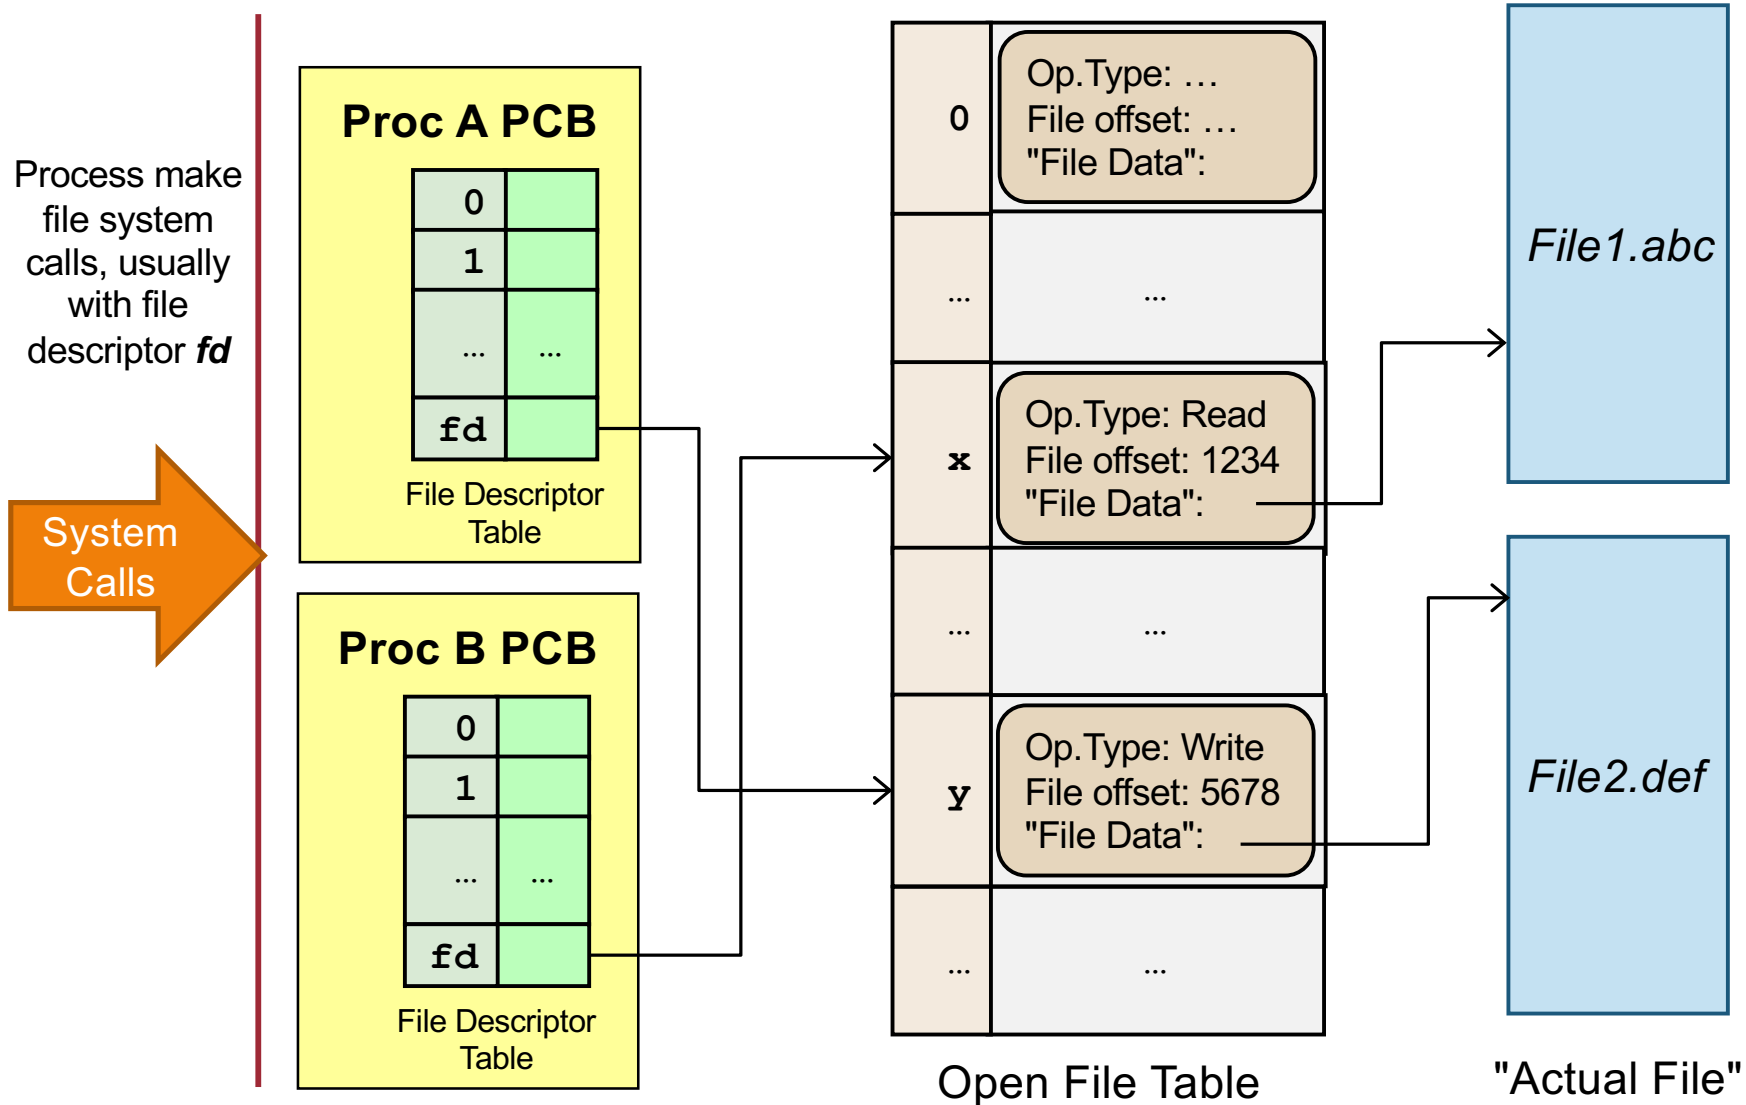 Process make
file system
calls, usually
with file
descriptor fd
System
Calls
Proc A PCB
0
1
... ...
fd
File Descriptor
Table
Proc B PCB
0
1
... ...
fd
File Descriptor
Table
0
Op.Type: ...
File offset: ...
"File Data":
... ...
x
Op.Type: Read
File offset: 1234
"File Data":
... ...
y
Op.Type: Write
File offset: 5678
"File Data":
... ...
Open File Table
File1.abc
File2.def
"Actual File"